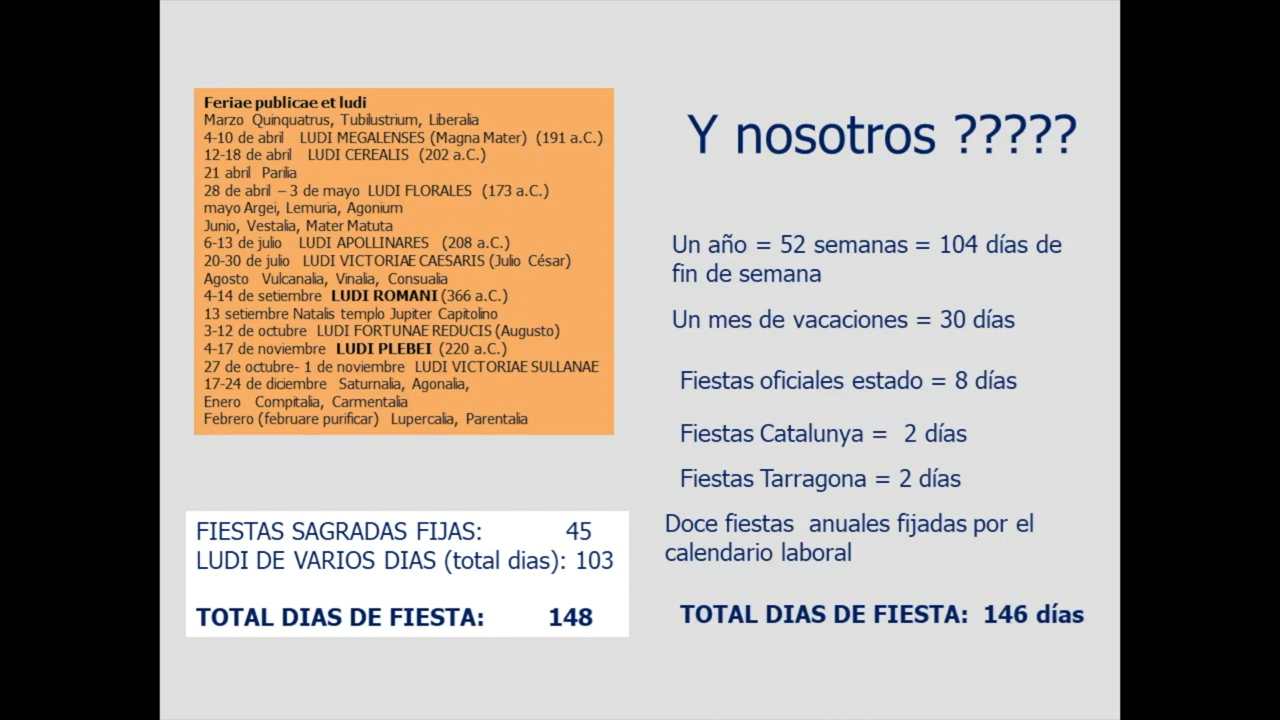 Feriae publicae et ludi
Marzo Quinquatrus, Tubilustrium, Liberalia
4-10 de abril LUDI MEGALENSES (Magna Mater) (191 a.C.)
12-18 de abril LUDI CEREALIS (202 a.C.)
21 abril Parilia
28 de abril – 3 de mayo LUDI FLORALES (173 a.C.)
mayo Argei, Lemuria, Agonium
Junio, Vestalia, Mater Matuta
6-13 de julio LUDI APOLLINARES (208 a.C.)
20-30 de julio LUDI VICTORIAE CAESARIS (Julio César)
Agosto Vulcanalia, Vinalia, Consualia
4-14 de setiembre LUDI ROMANI (366 a.C.)
13 setiembre Natalis templo Jupiter Capitolino
3-12 de octubre LUDI FORTUNAE REDUCIS (Augusto)
4-17 de noviembre LUDI PLEBEI (220 a.C.)
27 de octubre- 1 de noviembre LUDI VICTORIAE SULLANAE
17-24 de diciembre Saturnalia, Agonalia,
Enero Compitalia, Carmentalia
Febrero (februare purificar) Lupercalia, Parentalia
FIESTAS SAGRADAS FIJAS: 45
LUDI DE VARIOS DIAS (total dias): 103
TOTAL DIAS DE FIESTA: 148
Y nosotros ?????
Un año = 52 semanas = 104 días de
fin de semana
Un mes de vacaciones = 30 días
Fiestas oficiales estado = 8 días
Fiestas Catalunya = 2 días
Fiestas Tarragona = 2 días
Doce fiestas anuales fijadas por el
calendario laboral
TOTAL DIAS DE FIESTA: 146 días